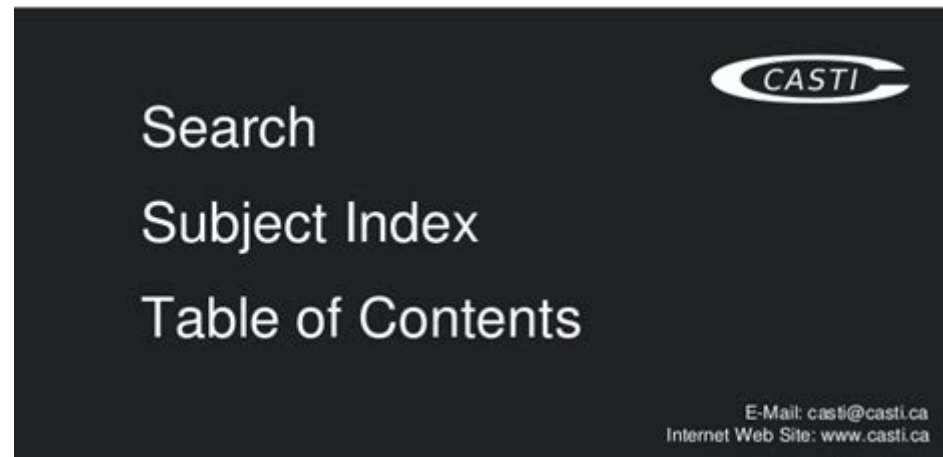 CASTI
Search
Subject Index
Table of Contents
E-Mail: casti@casti.ca
Internet Web Site: www.casti.ca